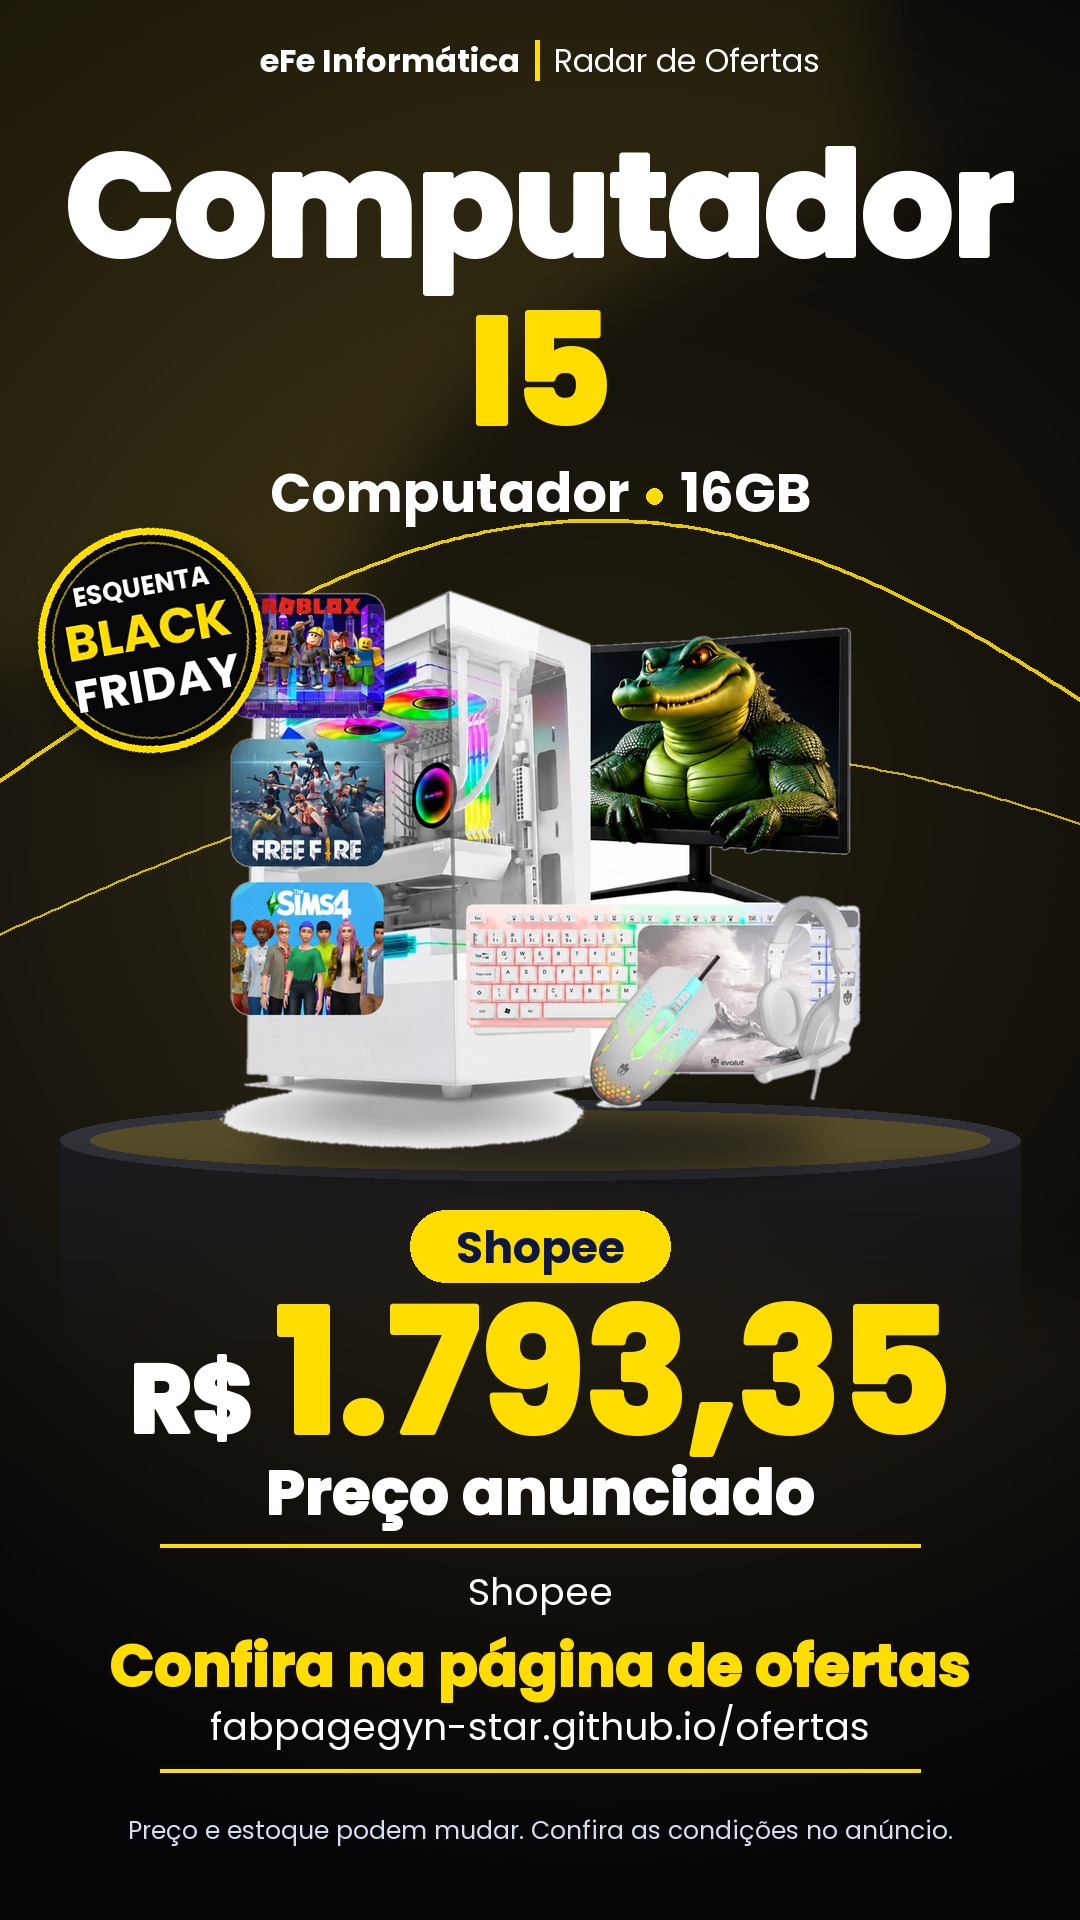 eFe Informática | Radar de Ofertas
Computador
I5
Computador • 16GB
ESQUENTA
BLACK
FRIDAY
ROBLOX
FREE FIRE
The SIMS4
evolut
Shopee
R$ 1.793,35
Preço anunciado
Shopee
Confira na página de ofertas
fabpagegyn-star.github.io/ofertas
Preço e estoque podem mudar. Confira as condições no anúncio.